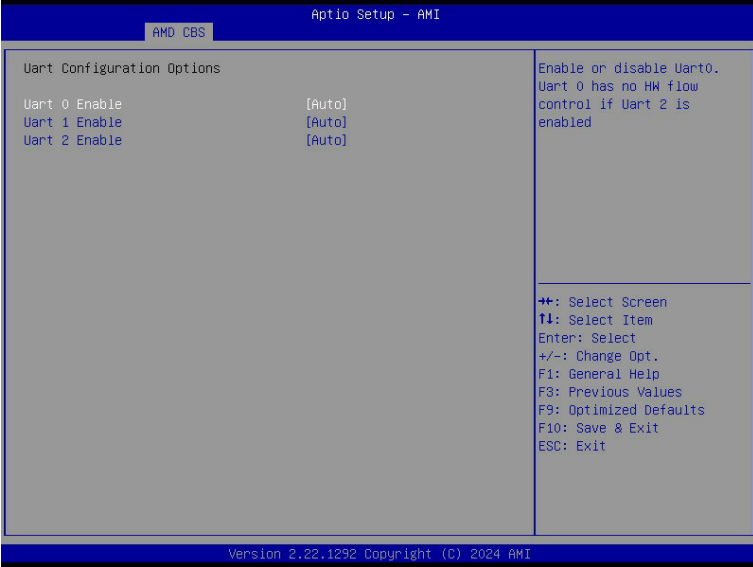 Aptio Setup – AMI
AMD CBS
Uart Configuration Options
Uart 0 Enable [Auto]
Uart 1 Enable [Auto]
Uart 2 Enable [Auto]
Enable or disable Uart0.
Uart 0 has no HW flow
control if Uart 2 is
enabled
→←: Select Screen
↑↓: Select Item
Enter: Select
+/-: Change Opt.
F1: General Help
F3: Previous Values
F9: Optimized Defaults
F10: Save & Exit
ESC: Exit
Version 2.22.1292 Copyright (C) 2024 AMI